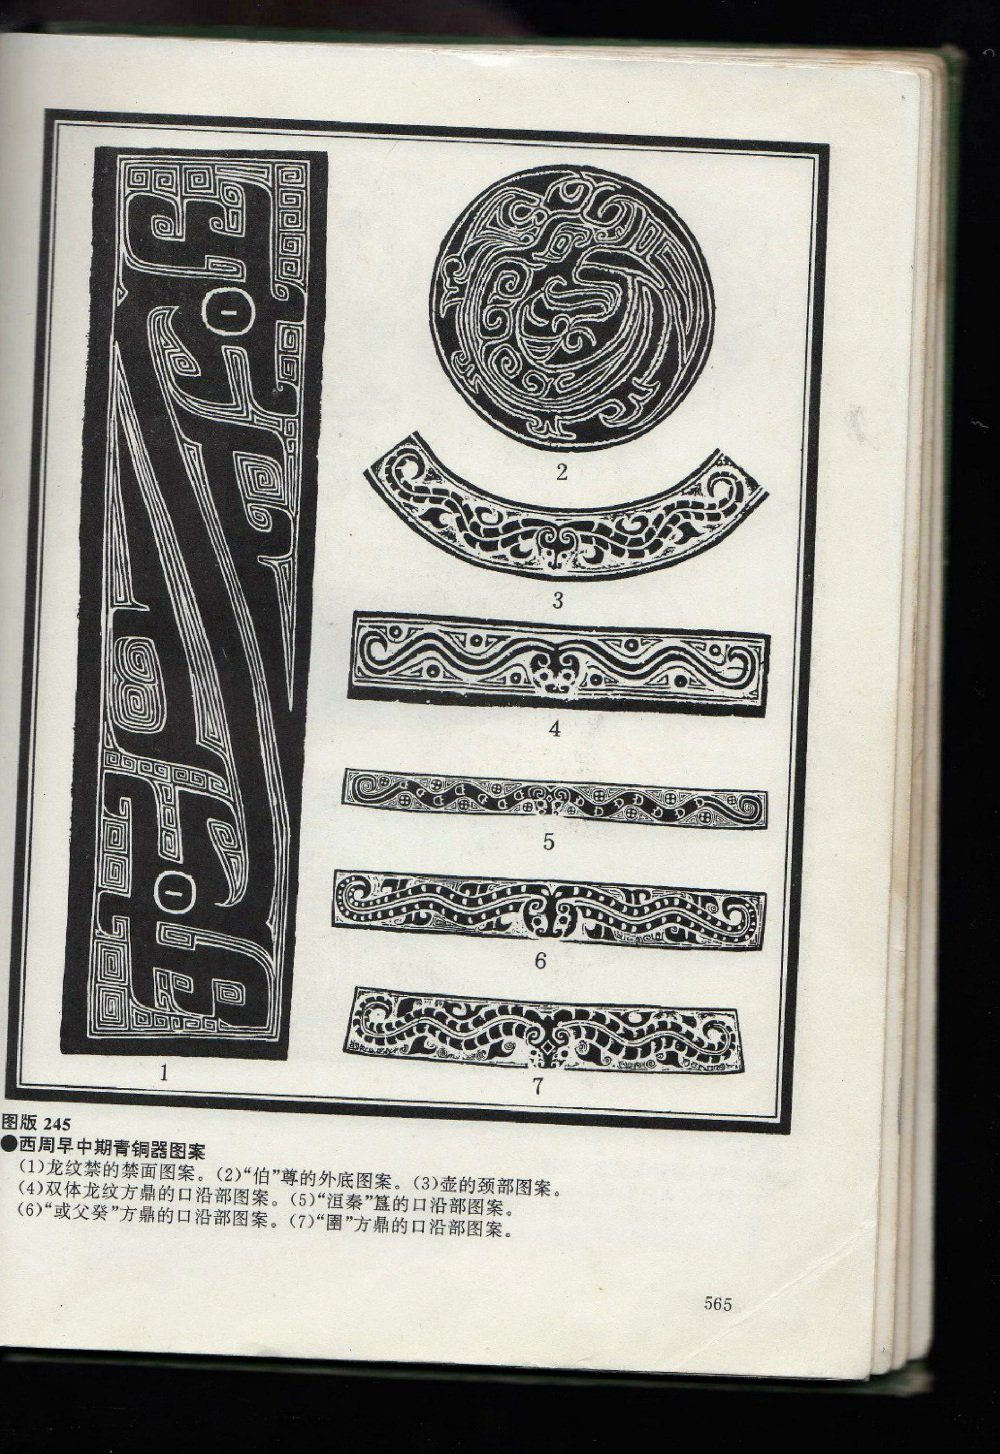 1
2
3
4
5
6
7
图版 245
●西周早中期青铜器图案
(1)龙纹禁的禁面图案。(2)“伯”尊的外底图案。(3)壶的颈部图案。
(4)双体龙纹方鼎的口沿部图案。(5)“洹秦”簋的口沿部图案。
(6)“或父癸”方鼎的口沿部图案。(7)“圉”方鼎的口沿部图案。
565